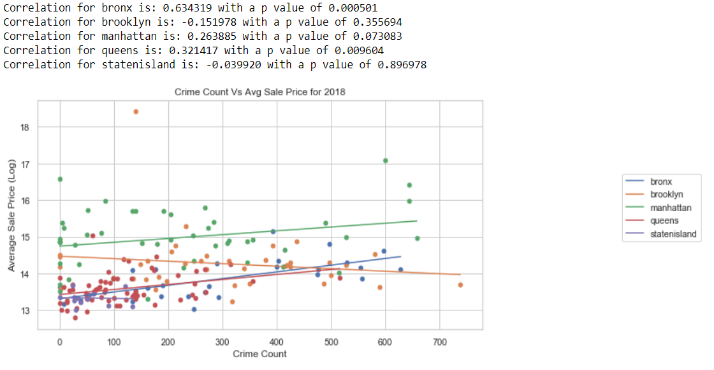 Correlation for bronx is: 0.634319 with a p value of 0.000501
Correlation for brooklyn is: -0.151978 with a p value of 0.355694
Correlation for manhattan is: 0.263885 with a p value of 0.073083
Correlation for queens is: 0.321417 with a p value of 0.009604
Correlation for statenisland is: -0.039920 with a p value of 0.896978
Crime Count Vs Avg Sale Price for 2018
Average Sale Price (Log)
18
17
16
15
14
13
0 100 200 300 400 500 600 700
Crime Count
bronx
brooklyn
manhattan
queens
statenisland